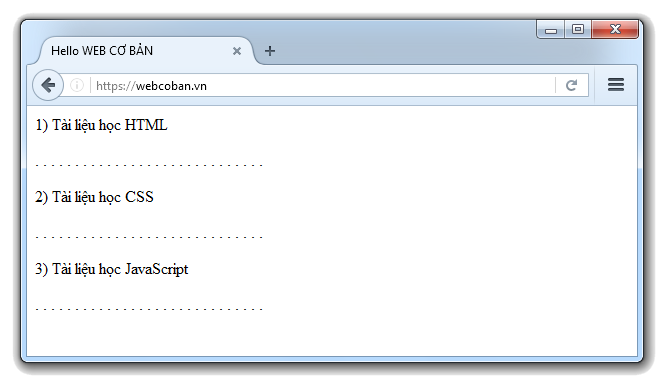 Hello WEB CƠ BẢN
https://webcoban.vn
1) Tài liệu học HTML
. . . . . . . . . . . . . . . . . . . . . . . . . . . . .
2) Tài liệu học CSS
. . . . . . . . . . . . . . . . . . . . . . . . . . . . .
3) Tài liệu học JavaScript
. . . . . . . . . . . . . . . . . . . . . . . . . . . . .